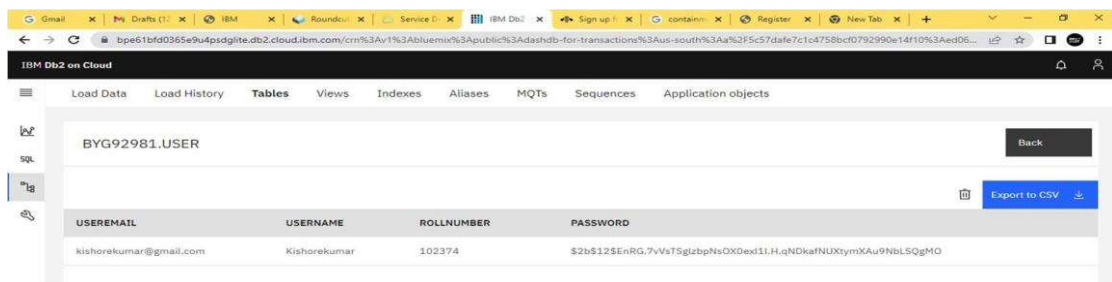 Gmail Drafts (1 IBM Roundcu Service D IBM Db2 Sign up f contain Register New Tab
bpe61bfd0365e9u4psdglite.db2.cloud.ibm.com/crn%3Av1%3Abluemix%3Apublic%3Adashdb-for-transactions%3Aus-south%3Aa%2F5c57dafe7c1c4758bcf0792990e14f10%3Aed06...
IBM Db2 on Cloud
Load Data Load History Tables Views Indexes Aliases MQTs Sequences Application objects
BYG92981.USER Back
SQL
Export to CSV
USEREMAIL USERNAME ROLLNUMBER PASSWORD
kishorekumar@gmail.com Kishorekumar 102374